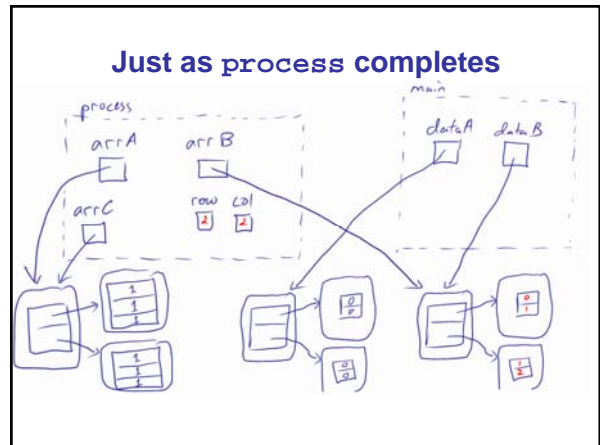 Just as process completes
process
main
arrA arrB
dataA dataB
arrC
row col
2 2
1
1
1
1
1
1
0
0
0
0
0
1
1
2